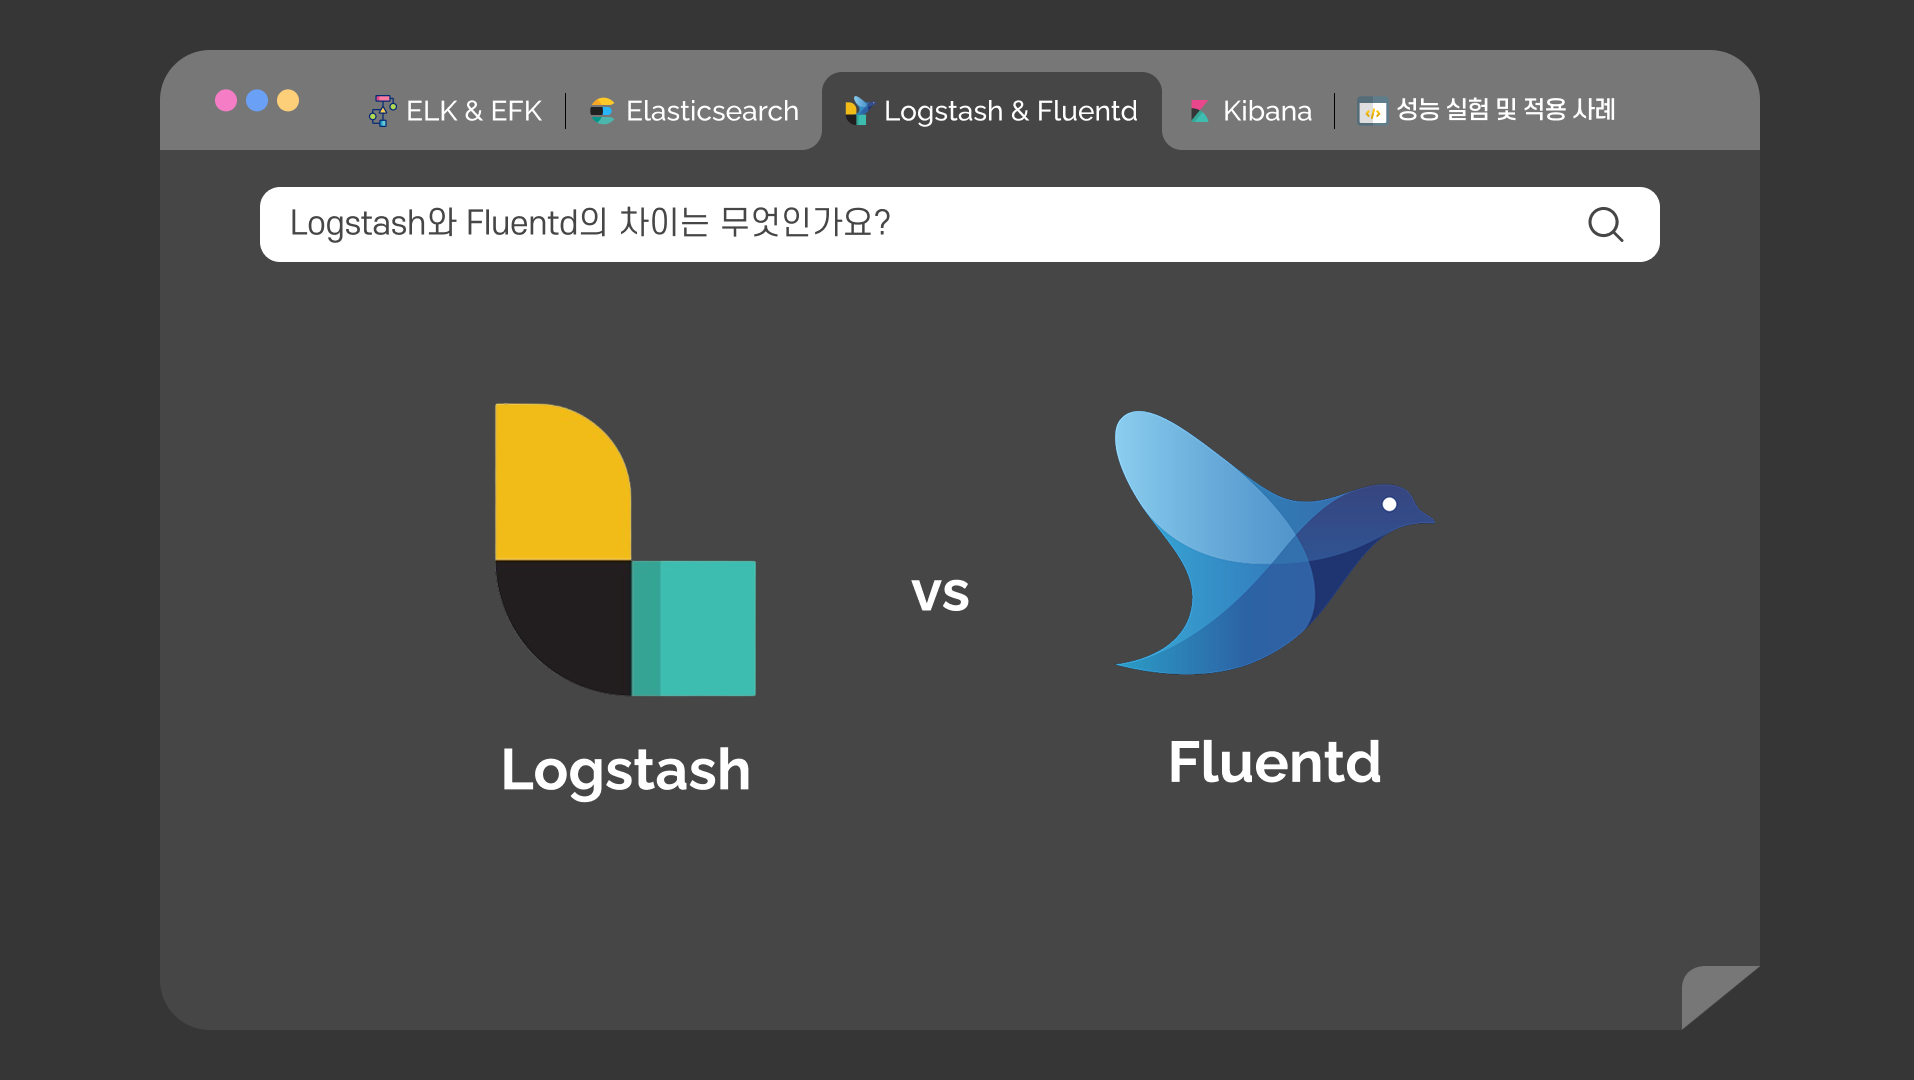 ELK & EFK
Elasticsearch
Logstash & Fluentd
Kibana
성능 실험 및 적용 사례
Logstash와 Fluentd의 차이는 무엇인가요?
vs
Logstash
Fluentd